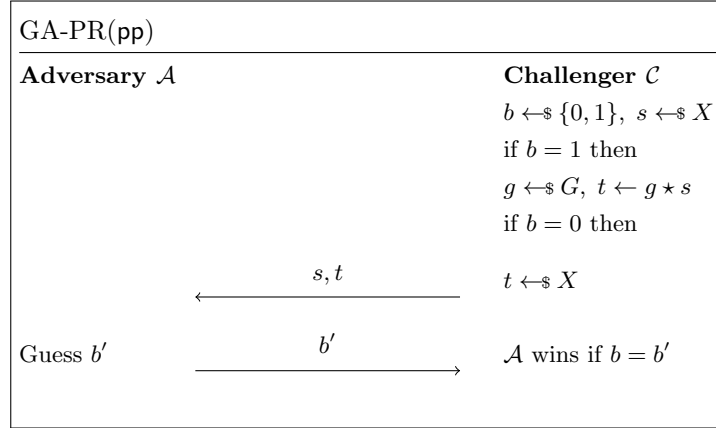 GA-PR(pp)
Adversary 𝒜 Challenger 𝒞
b ←$ {0, 1}, s ←$ X
if b = 1 then
g ←$ G, t ← g ⋆ s
if b = 0 then
s, t t ←$ X
Guess b′ b′ 𝒜 wins if b = b′